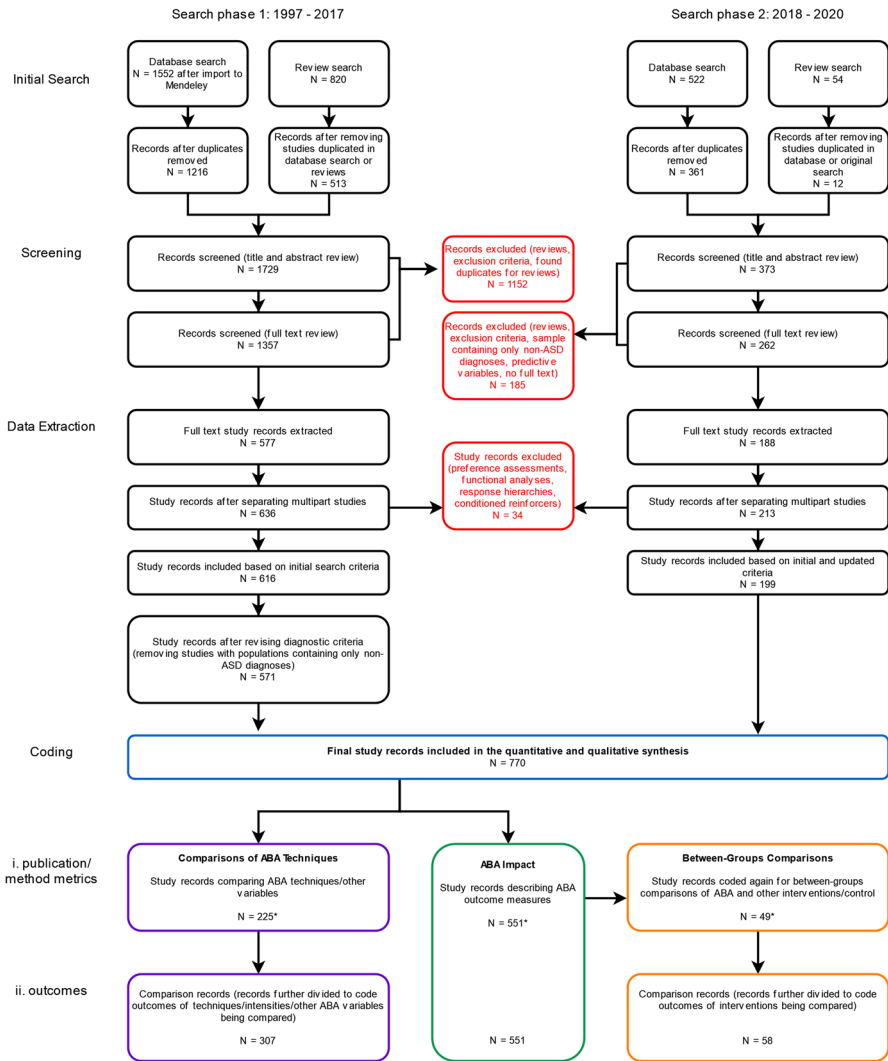 Search phase 1: 1997 - 2017
Search phase 2: 2018 - 2020
Initial Search
Database search
N = 1552 after import to
Mendeley
Review search
N = 820
Database search
N = 522
Review search
N = 54
Records after duplicates
removed
N = 1216
Records after removing
studies duplicated in
database search or
reviews
N = 513
Records after duplicates
removed
N = 361
Records after removing
studies duplicated in
database or original
search
N = 12
Screening
Records screened (title and abstract review)
N = 1729
Records excluded (reviews,
exclusion criteria, found
duplicates for reviews)
N = 1152
Records screened (title and abstract review)
N = 373
Records screened (full text review)
N = 1357
Records excluded (reviews,
exclusion criteria, sample
containing only non-ASD
diagnoses, predictive
variables, no full text)
N = 185
Records screened (full text review)
N = 262
Data Extraction
Full text study records extracted
N = 577
Full text study records extracted
N = 188
Study records after separating multipart studies
N = 636
Study records excluded
(preference assessments,
functional analyses,
response hierarchies,
conditioned reinforcers)
N = 34
Study records after separating multipart studies
N = 213
Study records included based on initial search criteria
N = 616
Study records included based on initial and updated
criteria
N = 199
Study records after revising diagnostic criteria
(removing studies with populations containing only non-
ASD diagnoses)
N = 571
Coding
Final study records included in the quantitative and qualitative synthesis
N = 770
i. publication/
method metrics
Comparisons of ABA Techniques
Study records comparing ABA techniques/other
variables
N = 225*
ABA Impact
Study records describing ABA
outcome measures
N = 551*
Between-Groups Comparisons
Study records coded again for between-groups
comparisons of ABA and other interventions/control
N = 49*
ii. outcomes
Comparison records (records further divided to code
outcomes of techniques/intensities/other ABA variables
being compared)
N = 307
N = 551
Comparison records (records further divided to code
outcomes of interventions being compared)
N = 58